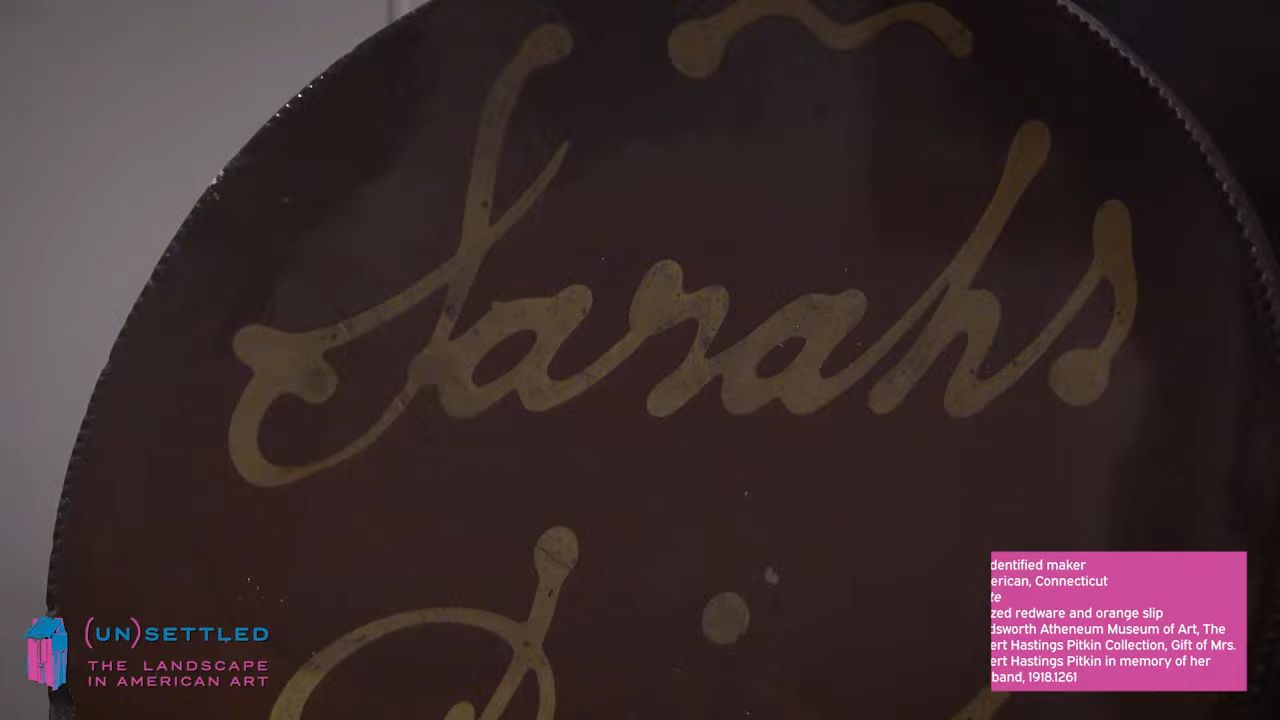 Sarahs
(UN)SETTLED
THE LANDSCAPE
IN AMERICAN ART
dentified maker
erican, Connecticut
te
zed redware and orange slip
dsworth Atheneum Museum of Art, The
ert Hastings Pitkin Collection, Gift of Mrs.
ert Hastings Pitkin in memory of her
band, 1918.1261